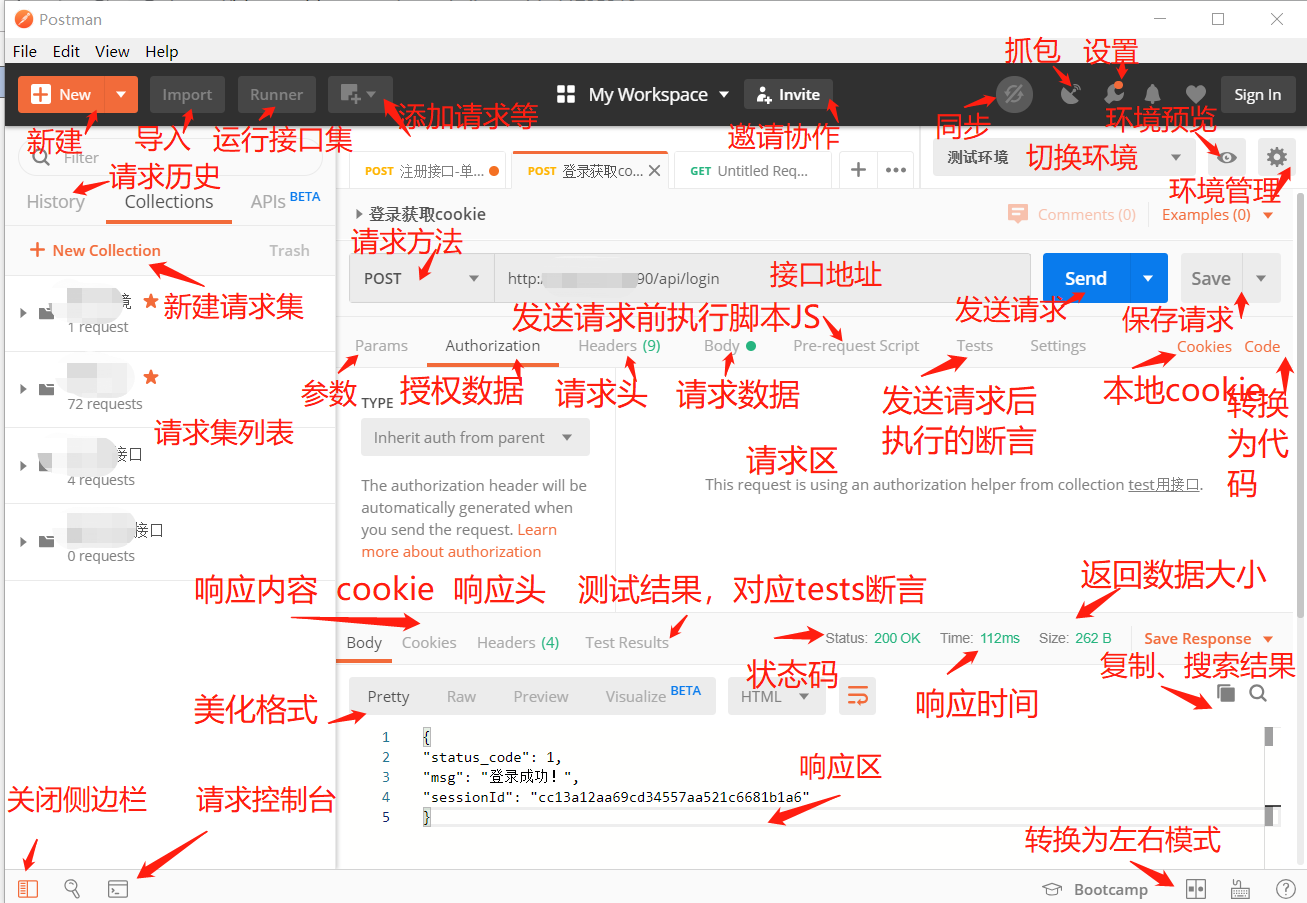 Postman
File Edit View Help
抓包 设置
New Import Runner My Workspace Invite Sign In
新建 导入 运行接口集 添加请求等 邀请协作 同步 环境预览
Filter
POST 注册接口-单... POST 登录获取co... GET Untitled Req...
测试环境 切换环境
请求历史
History Collections APIs BETA
环境管理
登录获取cookie
Comments (0) Examples (0)
New Collection Trash
请求方法
POST http: 90/api/login 接口地址 Send Save
新建请求集
1 request
发送请求前执行脚本JS 发送请求 保存请求
Params Authorization Headers (9) Body Pre-request Script Tests Settings Cookies Code
参数 授权数据 请求头 请求数据 发送请求后执行的断言 本地cookie 转换为代码
72 requests
TYPE
请求集列表
Inherit auth from parent
请求区
接口
4 requests
The authorization header will be
automatically generated when
you send the request. Learn
more about authorization
This request is using an authorization helper from collection test用接口.
接口
0 requests
响应内容 cookie 响应头 测试结果，对应tests断言 返回数据大小
Body Cookies Headers (4) Test Results Status: 200 OK Time: 112ms Size: 262 B Save Response
状态码 响应时间 复制、搜索结果
美化格式
Pretty Raw Preview Visualize BETA HTML
1 {
2 "status_code": 1,
3 "msg": "登录成功！",
4 "sessionId": "cc13a12aa69cd34557aa521c6681b1a6"
5 }
响应区
关闭侧边栏 请求控制台
转换为左右模式
Bootcamp